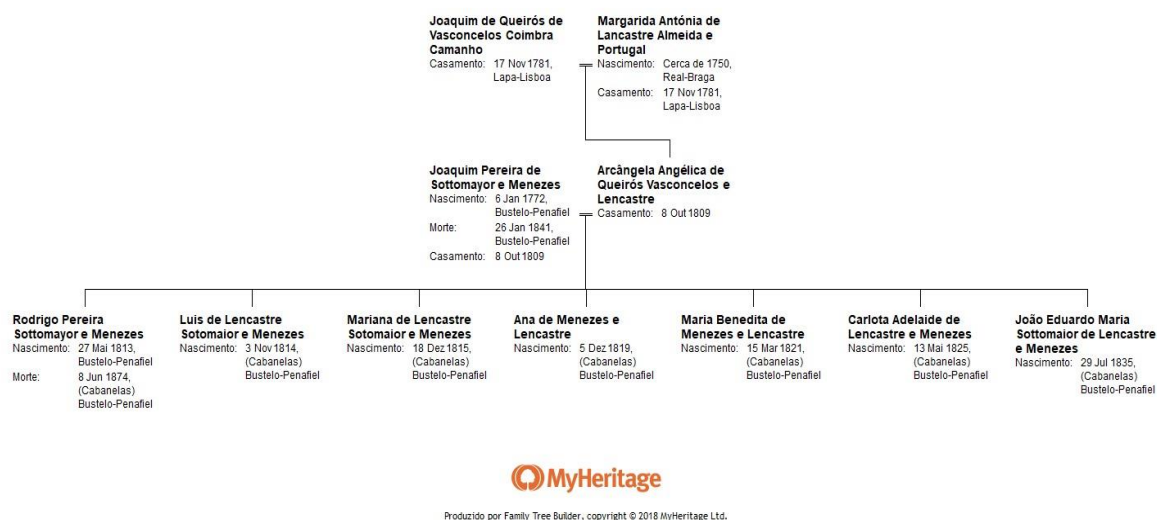 Joaquim de Queirós de
Vasconcelos Coimbra
Camanho
Casamento: 17 Nov 1781,
Lapa-Lisboa
Margarida Antónia de
Lancastre Almeida e
Portugal
Nascimento: Cerca de 1750,
Real-Braga
Casamento: 17 Nov 1781,
Lapa-Lisboa
Joaquim Pereira de
Sottomayor e Menezes
Nascimento: 6 Jan 1772,
Bustelo-Penafiel
Morte: 26 Jan 1841,
Bustelo-Penafiel
Casamento: 8 Out 1809
Arcângela Angélica de
Queirós Vasconcelos e
Lencastre
Casamento: 8 Out 1809
Rodrigo Pereira
Sottomayor e Menezes
Nascimento: 27 Mai 1813,
Bustelo-Penafiel
Morte: 8 Jun 1874,
(Cabanelas)
Bustelo-Penafiel
Luis de Lencastre
Sotomaior e Menezes
Nascimento: 3 Nov 1814,
(Cabanelas)
Bustelo-Penafiel
Mariana de Lencastre
Sotomaior e Menezes
Nascimento: 18 Dez 1815,
(Cabanelas)
Bustelo-Penafiel
Ana de Menezes e
Lencastre
Nascimento: 5 Dez 1819,
(Cabanelas)
Bustelo-Penafiel
Maria Benedita de
Menezes e Lencastre
Nascimento: 15 Mar 1821,
(Cabanelas)
Bustelo-Penafiel
Carlota Adelaide de
Lencastre e Menezes
Nascimento: 13 Mai 1825,
(Cabanelas)
Bustelo-Penafiel
João Eduardo Maria
Sottomaior de Lencastre
e Menezes
Nascimento: 29 Jul 1835,
(Cabanelas)
Bustelo-Penafiel
MyHeritage
Produzido por Family Tree Builder, copyright © 2018 MyHeritage Ltd.